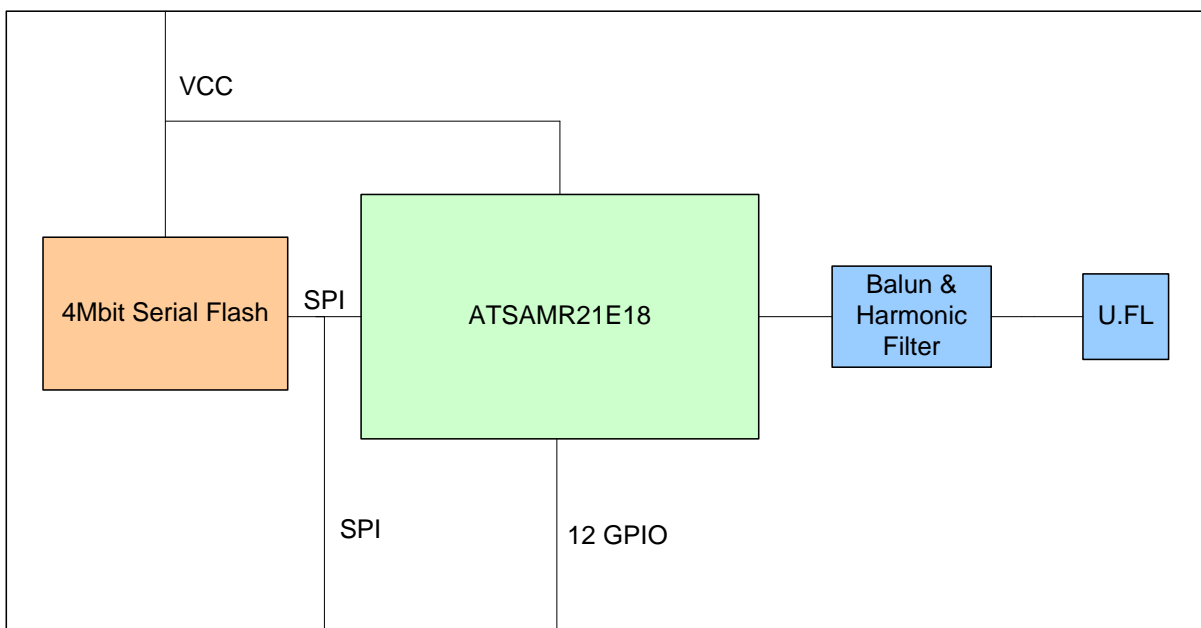 VCC
4Mbit Serial Flash
SPI
ATSAMR21E18
Balun &
Harmonic
Filter
U.FL
SPI
12 GPIO